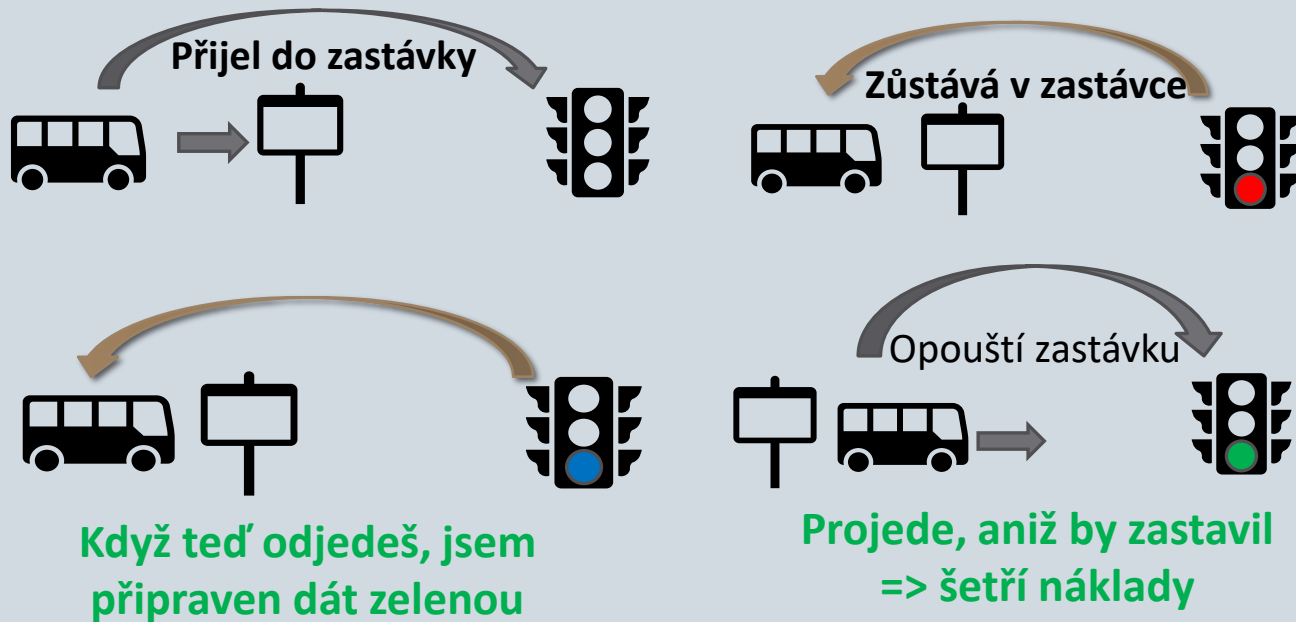 Přijel do zastávky
Zůstává v zastávce
Opouští zastávku
Když teď odjedeš, jsem
připraven dát zelenou
Projede, aniž by zastavil
=> šetří náklady